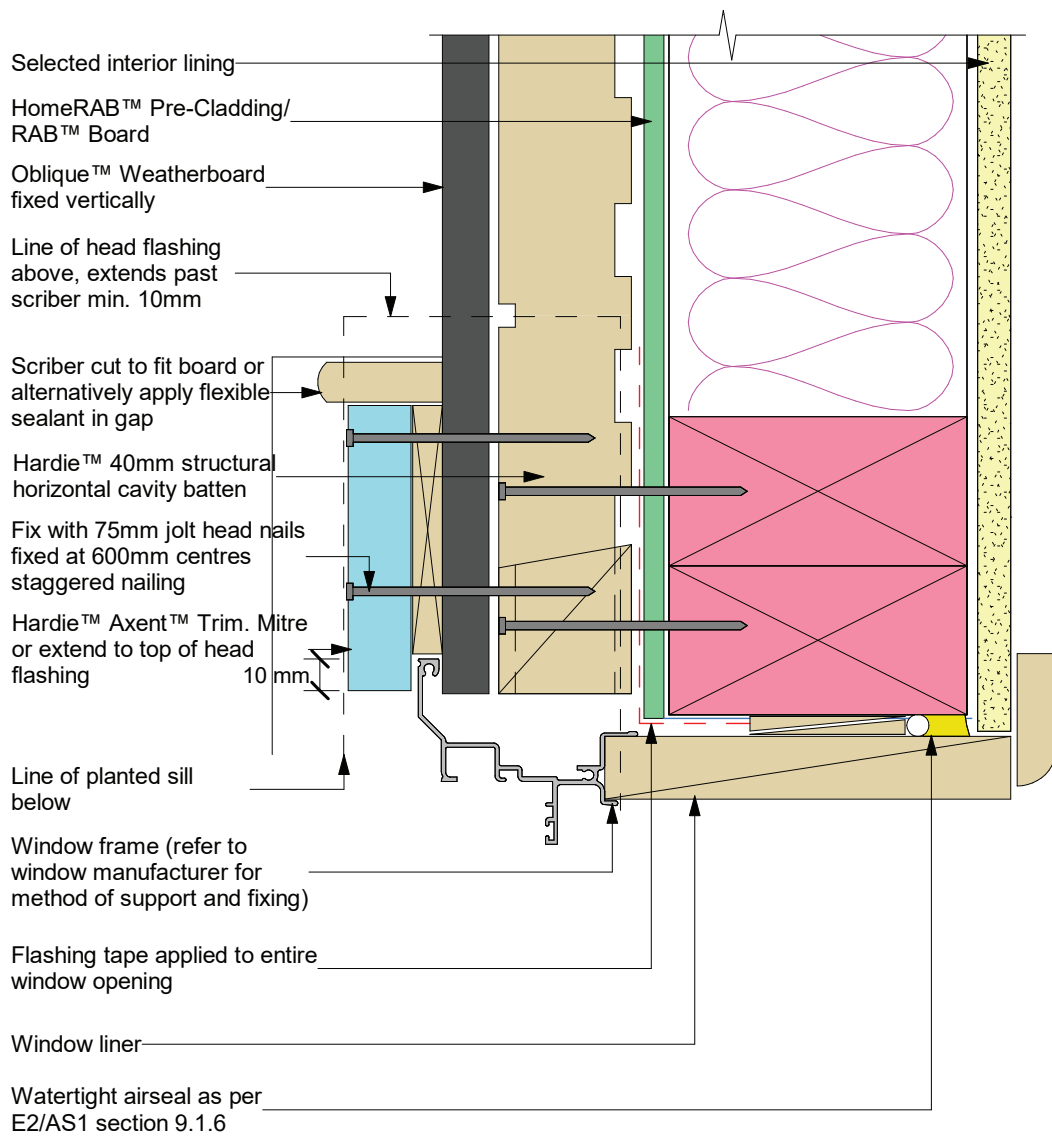 Selected interior lining
HomeRAB™ Pre-Cladding/
RAB™ Board
Oblique™ Weatherboard
fixed vertically
Line of head flashing
above, extends past
scriber min. 10mm
Scriber cut to fit board or
alternatively apply flexible
sealant in gap
Hardie™ 40mm structural
horizontal cavity batten
Fix with 75mm jolt head nails
fixed at 600mm centres
staggered nailing
Hardie™ Axent™ Trim. Mitre
or extend to top of head
flashing
10 mm
Line of planted sill
below
Window frame (refer to
window manufacturer for
method of support and fixing)
Flashing tape applied to entire
window opening
Window liner
Watertight airseal as per
E2/AS1 section 9.1.6